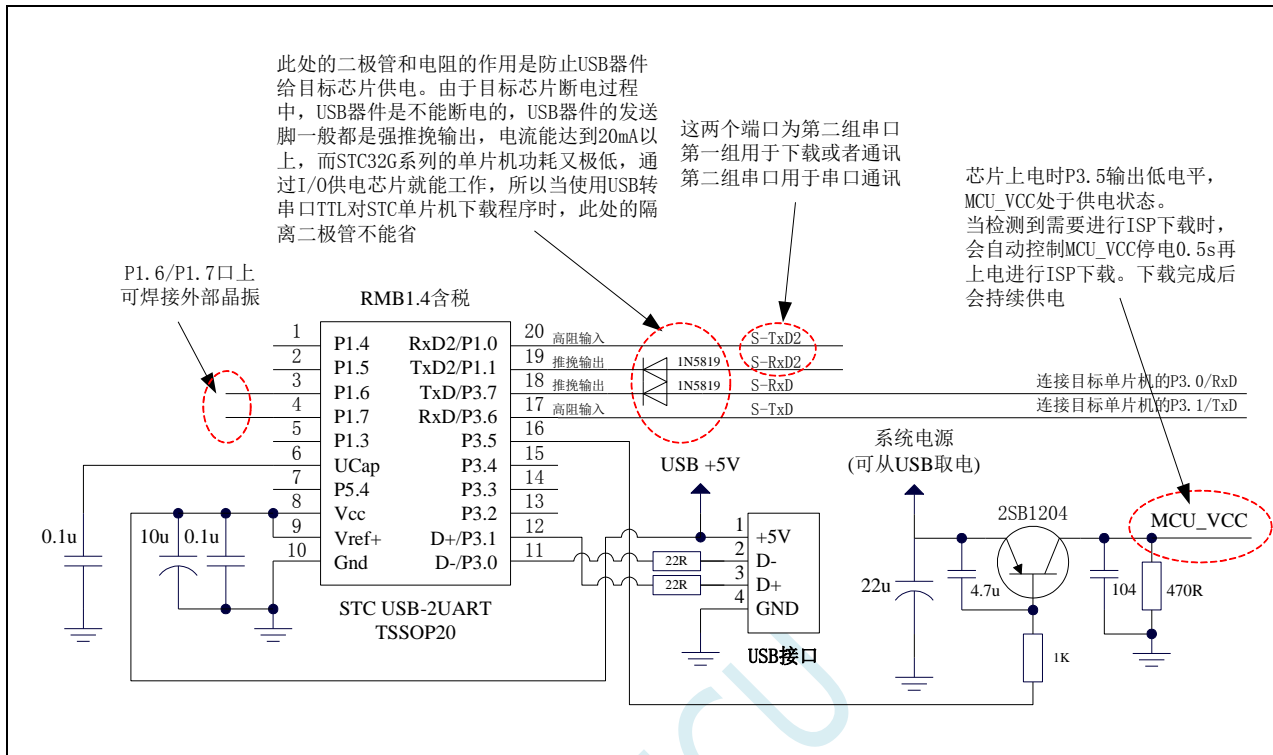 此处的二极管和电阻的作用是防止USB器件
给目标芯片供电。由于目标芯片断电过程
中，USB器件是不能断电的，USB器件的发送
脚一般都是强推挽输出，电流能达到20mA以
上，而STC32G系列的单片机功耗又极低，通
过I/O供电芯片就能工作，所以当使用USB转
串口TTL对STC单片机下载程序时，此处的隔
离二极管不能省
这两个端口为第二组串口
第一组用于下载或者通讯
第二组串口用于串口通讯
芯片上电时P3.5输出低电平，
MCU_VCC处于供电状态。
当检测到需要进行ISP下载时，
会自动控制MCU_VCC停电0.5s再
上电进行ISP下载。下载完成后
会持续供电
P1.6/P1.7口上
可焊接外部晶振
RMB1.4含税
1 P1.4 RxD2/P1.0 20 高阻输入 S-TxD2
2 P1.5 TxD2/P1.1 19 推挽输出 1N5819 S-RxD2
3 P1.6 TxD/P3.7 18 推挽输出 1N5819 S-RxD 连接目标单片机的P3.0/RxD
4 P1.7 RxD/P3.6 17 高阻输入 S-TxD 连接目标单片机的P3.1/TxD
5 P1.3 P3.5 16
6 UCap P3.4 15
7 P5.4 P3.3 14
8 Vcc P3.2 13
9 Vref+ D+/P3.1 12
10 Gnd D-/P3.0 11
STC USB-2UART
TSSOP20
0.1u
10u
0.1u
USB +5V
22R
22R
1 +5V
2 D-
3 D+
4 GND
USB接口
系统电源
(可从USB取电)
22u
4.7u
2SB1204
1K
MCU_VCC
104
470R
MCU